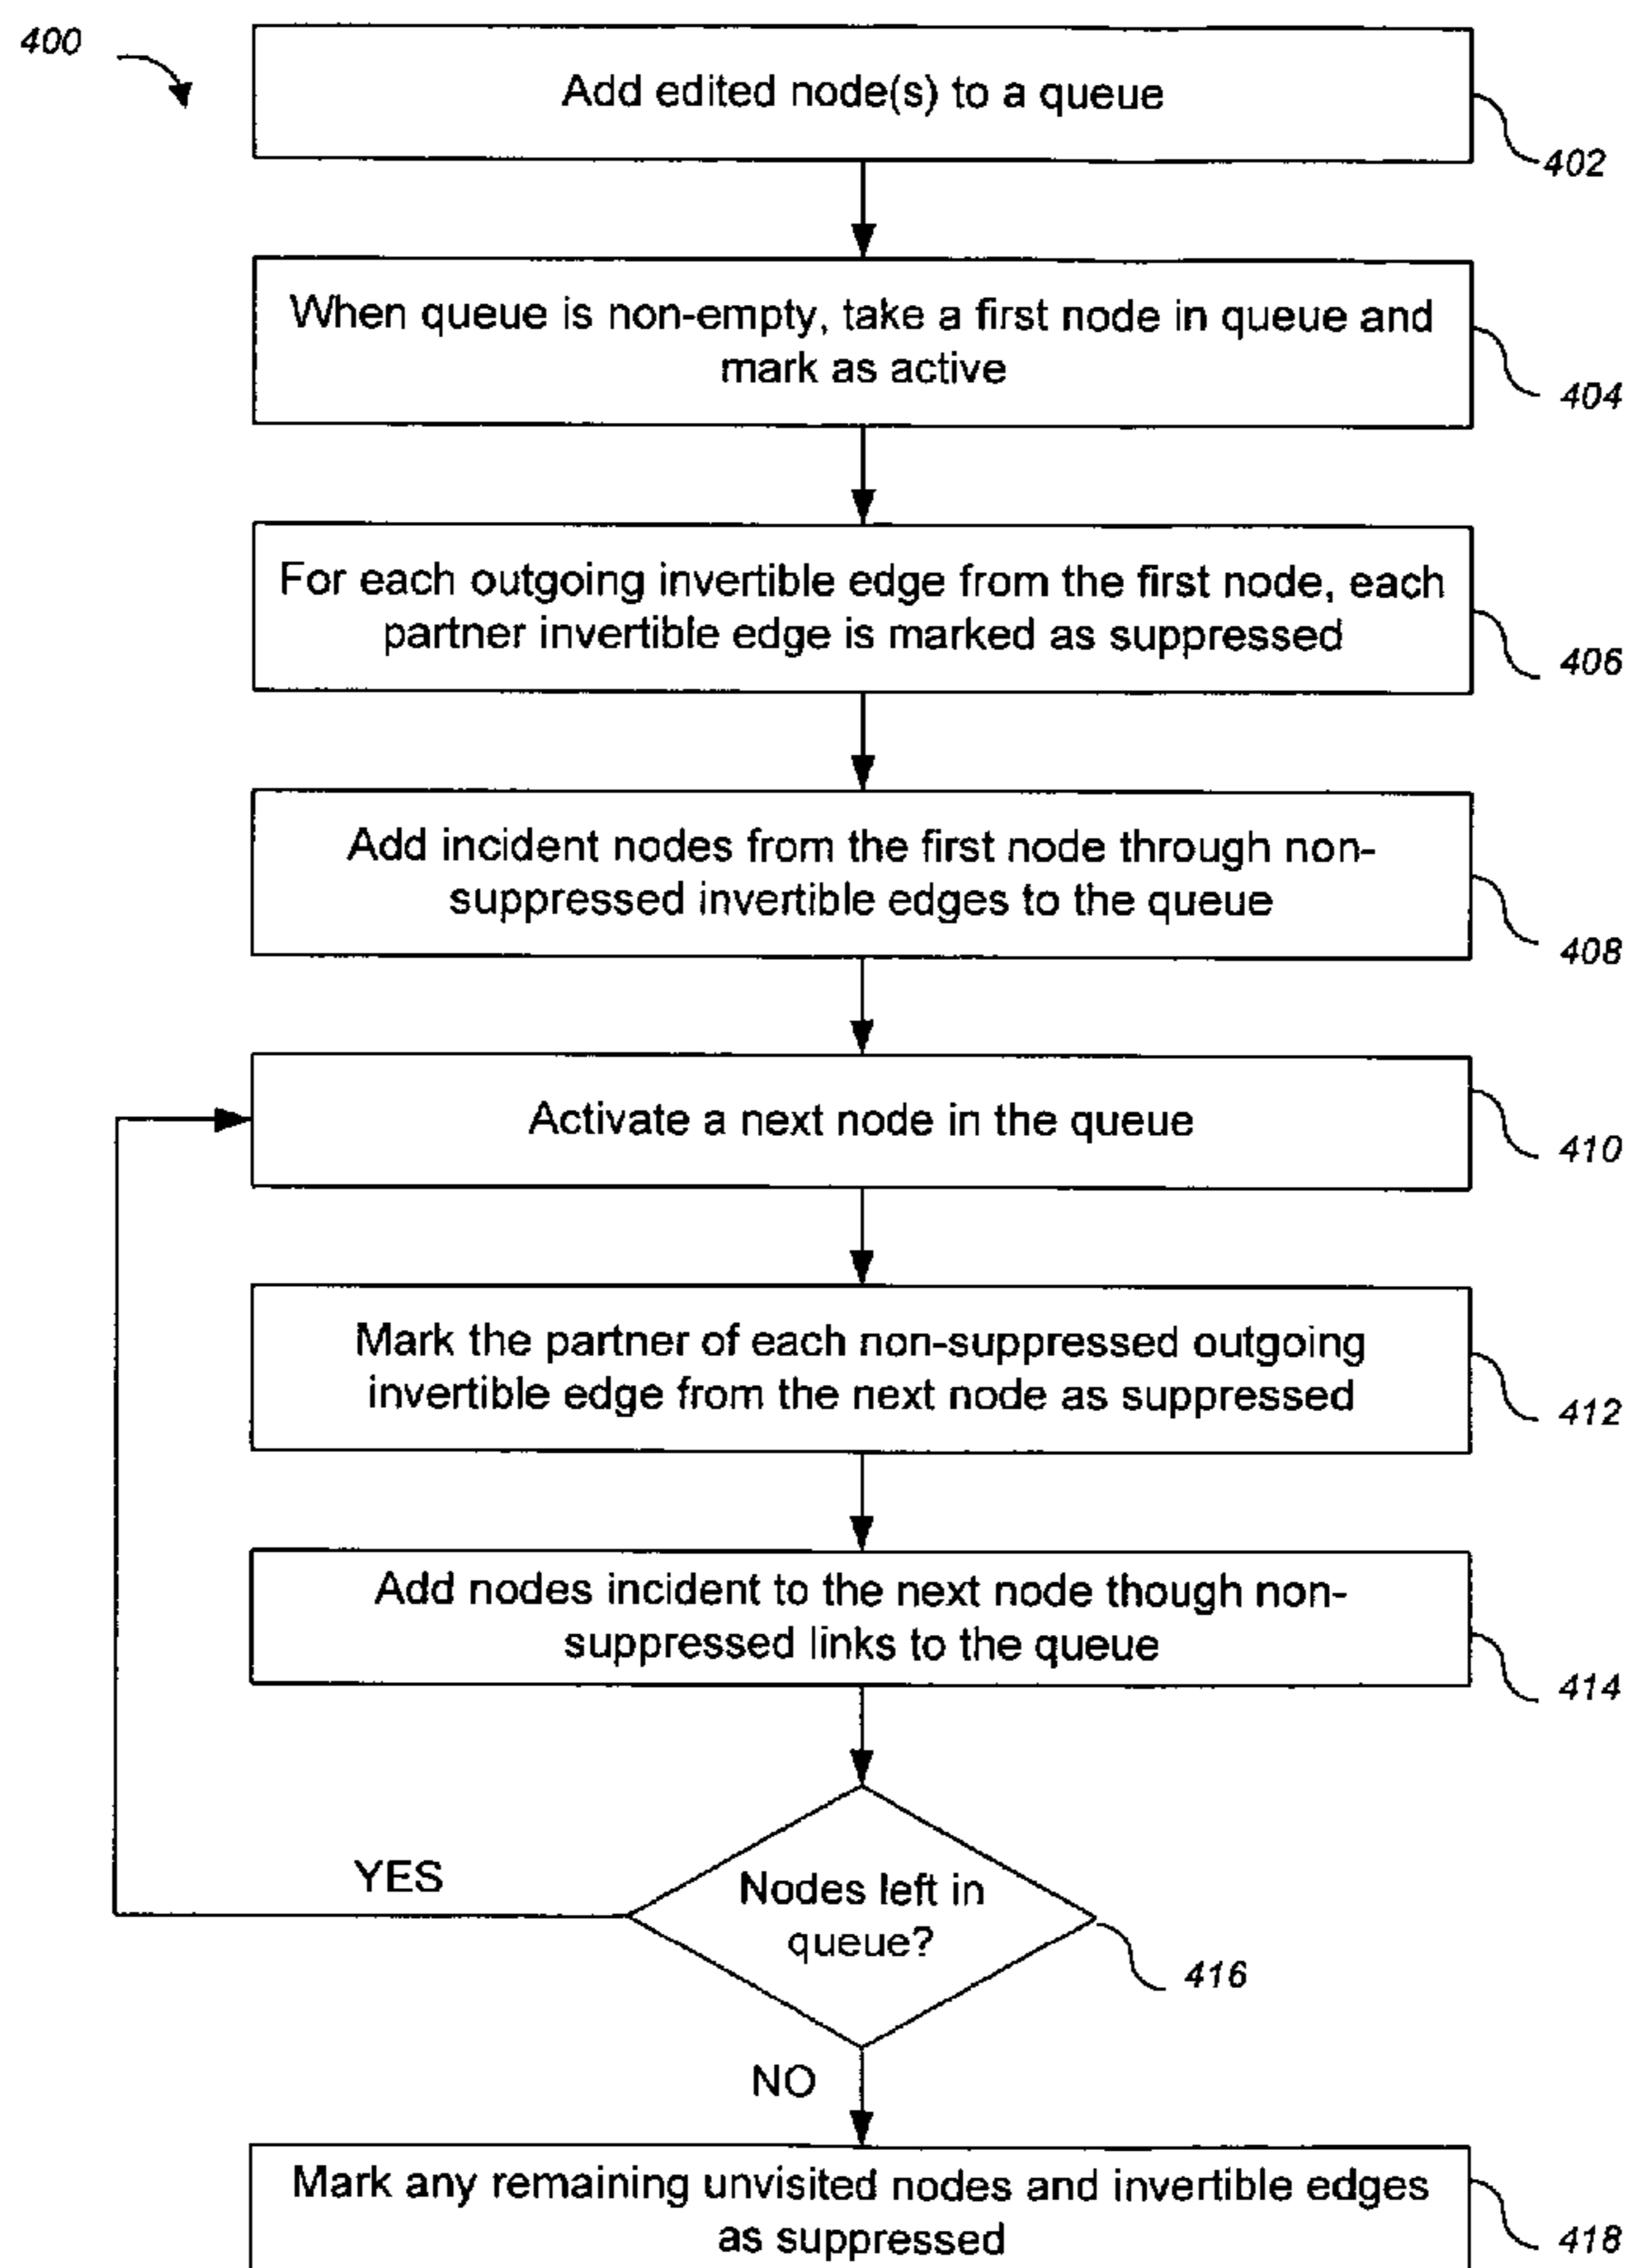 400
Add edited node(s) to a queue
402
When queue is non-empty, take a first node in queue and
mark as active
404
For each outgoing invertible edge from the first node, each
partner invertible edge is marked as suppressed
406
Add incident nodes from the first node through non-
suppressed invertible edges to the queue
408
Activate a next node in the queue
410
Mark the partner of each non-suppressed outgoing
invertible edge from the next node as suppressed
412
Add nodes incident to the next node though non-
suppressed links to the queue
414
YES
Nodes left in
queue?
416
NO
Mark any remaining unvisited nodes and invertible edges
as suppressed
418